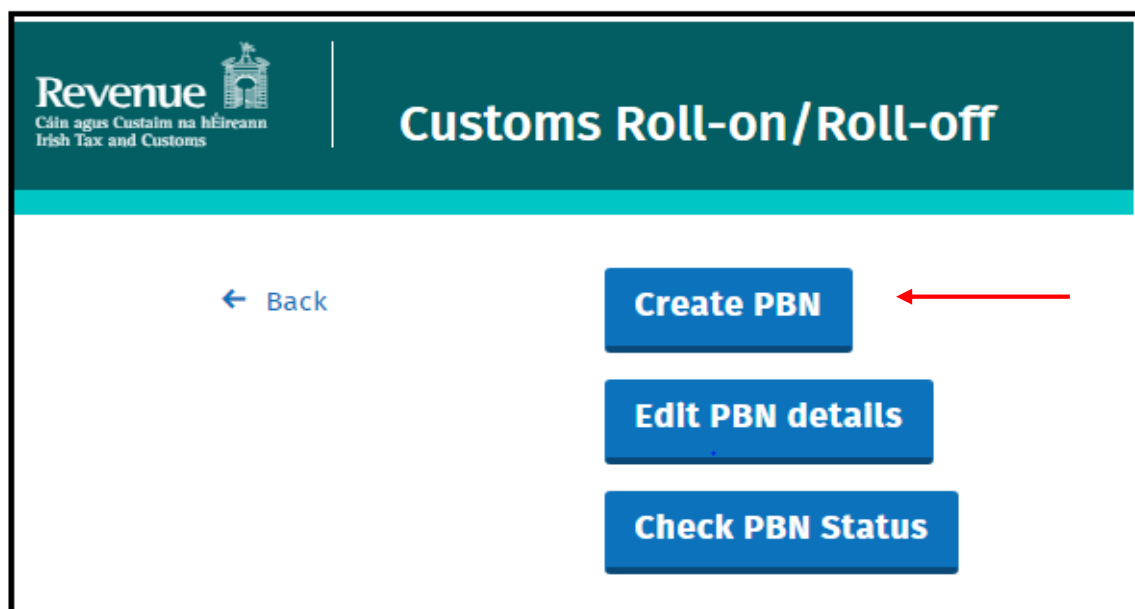 Revenue
Cáin agus Custaim na hÉireann
Irish Tax and Customs
Customs Roll-on/Roll-off
← Back
Create PBN
Edit PBN details
Check PBN Status